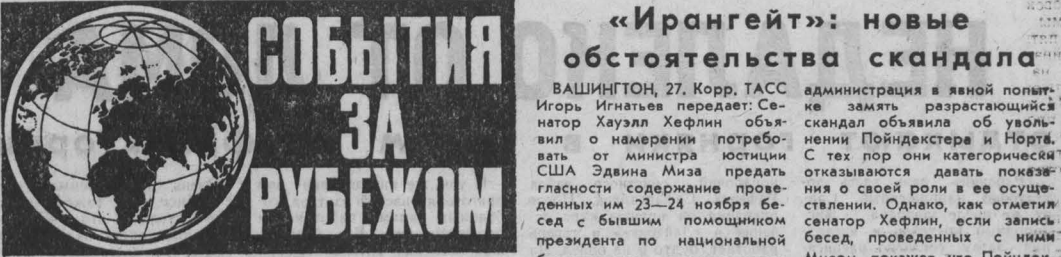 СОБЫТИЯ
ЗА
РУБЕЖОМ
«Ирангейт»: новые
обстоятельства скандала
ВАШИНГТОН, 27. Корр. ТАСС
Игорь Игнатьев передает: Се-
натор Хауэлл Хефлин объя-
вил о намерении потребо-
вать от министра юстиции
США Эдвина Миза предать
гласности содержание прове-
денных им 23—24 ноября бе-
сед с бывшим помощником
президента по национальной
администрация в явной попыт-
ке замять разрастающийся
скандал объявила об уволь-
нении Пойндекстера и Норта.
С тех пор они категорически
отказываются давать показа-
ния о своей роли в ее осуще-
ствлении. Однако, как отметил
сенатор Хефлин, если запись
бесед, проведенных с ними